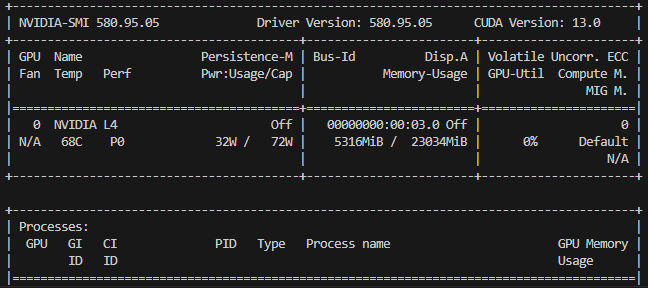 NVIDIA-SMI 580.95.05 Driver Version: 580.95.05 CUDA Version: 13.0
GPU Name Persistence-M | Bus-Id Disp.A | Volatile Uncorr. ECC
Fan Temp Perf Pwr:Usage/Cap | Memory-Usage | GPU-Util Compute M.
MIG M.
0 NVIDIA L4 Off | 00000000:00:03.0 Off | 0
N/A 68C P0 32W / 72W | 5316MiB / 23034MiB | 0% Default
N/A
Processes:
GPU GI CI PID Type Process name GPU Memory
ID ID Usage